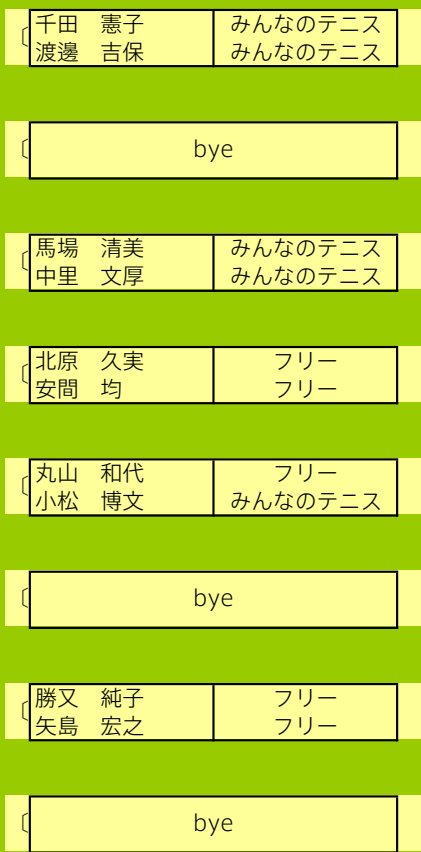 〔千田　憲子　みんなのテニス
渡邊　吉保　みんなのテニス
〔bye
〔馬場　清美　みんなのテニス
中里　文厚　みんなのテニス
〔北原　久実　フリー
安間　均　フリー
〔丸山　和代　フリー
小松　博文　みんなのテニス
〔bye
〔勝又　純子　フリー
矢島　宏之　フリー
〔bye